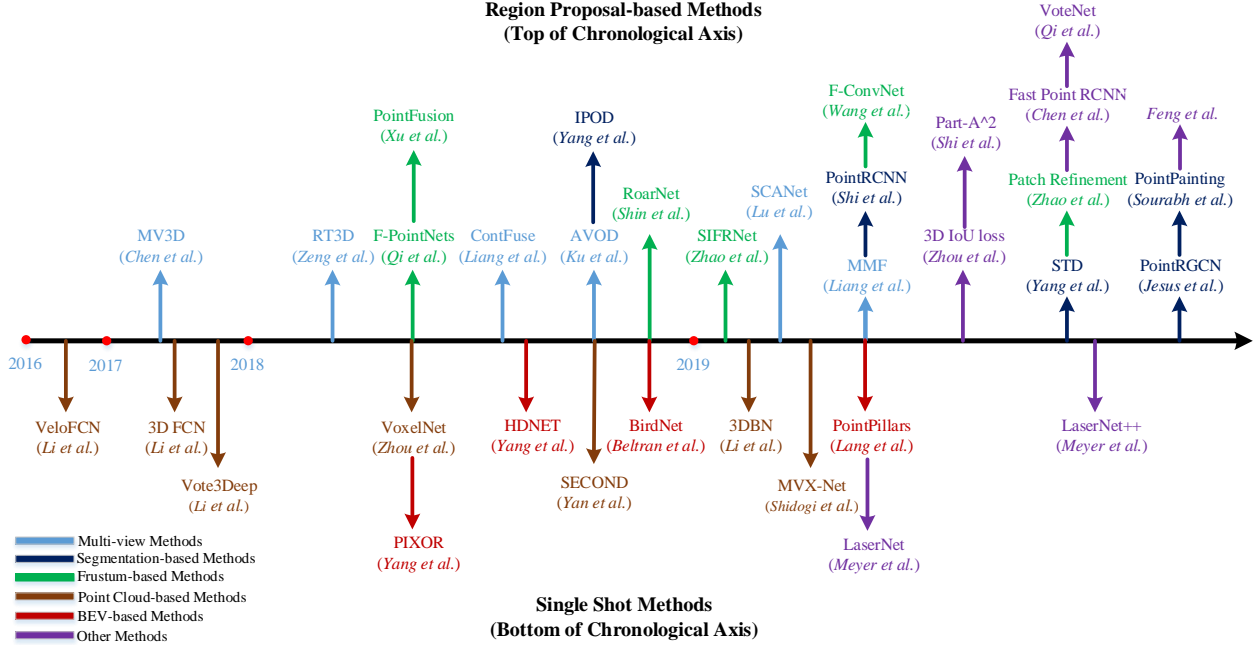 Region Proposal-based Methods
(Top of Chronological Axis)
VoteNet
(Qi et al.)
PointFusion
(Xu et al.)
IPOD
(Yang et al.)
F-ConvNet
(Wang et al.)
Part-A^2
(Shi et al.)
Fast Point RCNN
(Chen et al.)
Feng et al.
MV3D
(Chen et al.)
RT3D
(Zeng et al.)
F-PointNets
(Qi et al.)
ContFuse
(Liang et al.)
AVOD
(Ku et al.)
RoarNet
(Shin et al.)
SIFRNet
(Zhao et al.)
SCANet
(Lu et al.)
PointRCNN
(Shi et al.)
MMF
(Liang et al.)
3D IoU loss
(Zhou et al.)
Patch Refinement
(Zhao et al.)
STD
(Yang et al.)
PointPainting
(Sourabh et al.)
PointRGCN
(Jesus et al.)
2016
2017
2018
2019
VeloFCN
(Li et al.)
3D FCN
(Li et al.)
Vote3Deep
(Li et al.)
VoxelNet
(Zhou et al.)
PIXOR
(Yang et al.)
HDNET
(Yang et al.)
SECOND
(Yan et al.)
BirdNet
(Beltran et al.)
3DBN
(Li et al.)
MVX-Net
(Shidogi et al.)
PointPillars
(Lang et al.)
LaserNet
(Meyer et al.)
LaserNet++
(Meyer et al.)
Multi-view Methods
Segmentation-based Methods
Frustum-based Methods
Point Cloud-based Methods
BEV-based Methods
Other Methods
Single Shot Methods
(Bottom of Chronological Axis)